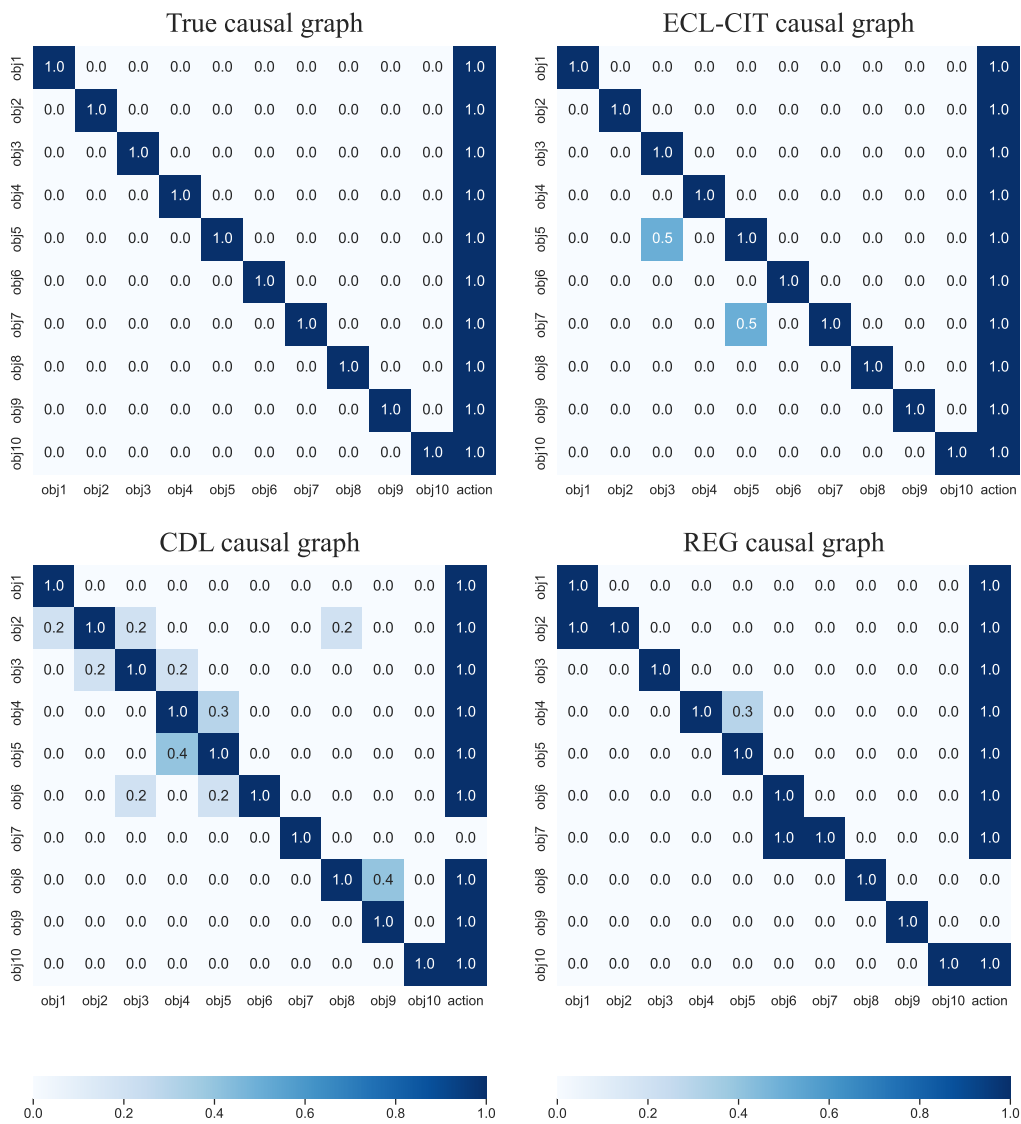 True causal graph
obj1 1.0 0.0 0.0 0.0 0.0 0.0 0.0 0.0 0.0 0.0 1.0
obj2 0.0 1.0 0.0 0.0 0.0 0.0 0.0 0.0 0.0 0.0 1.0
obj3 0.0 0.0 1.0 0.0 0.0 0.0 0.0 0.0 0.0 0.0 1.0
obj4 0.0 0.0 0.0 1.0 0.0 0.0 0.0 0.0 0.0 0.0 1.0
obj5 0.0 0.0 0.0 0.0 1.0 0.0 0.0 0.0 0.0 0.0 1.0
obj6 0.0 0.0 0.0 0.0 0.0 1.0 0.0 0.0 0.0 0.0 1.0
obj7 0.0 0.0 0.0 0.0 0.0 0.0 1.0 0.0 0.0 0.0 1.0
obj8 0.0 0.0 0.0 0.0 0.0 0.0 0.0 1.0 0.0 0.0 1.0
obj9 0.0 0.0 0.0 0.0 0.0 0.0 0.0 0.0 1.0 0.0 1.0
obj10 0.0 0.0 0.0 0.0 0.0 0.0 0.0 0.0 0.0 1.0 1.0
obj1 obj2 obj3 obj4 obj5 obj6 obj7 obj8 obj9 obj10 action
ECL-CIT causal graph
obj1 1.0 0.0 0.0 0.0 0.0 0.0 0.0 0.0 0.0 0.0 1.0
obj2 0.0 1.0 0.0 0.0 0.0 0.0 0.0 0.0 0.0 0.0 1.0
obj3 0.0 0.0 1.0 0.0 0.0 0.0 0.0 0.0 0.0 0.0 1.0
obj4 0.0 0.0 0.0 1.0 0.0 0.0 0.0 0.0 0.0 0.0 1.0
obj5 0.0 0.0 0.5 0.0 1.0 0.0 0.0 0.0 0.0 0.0 1.0
obj6 0.0 0.0 0.0 0.0 0.0 1.0 0.0 0.0 0.0 0.0 1.0
obj7 0.0 0.0 0.0 0.0 0.5 0.0 1.0 0.0 0.0 0.0 1.0
obj8 0.0 0.0 0.0 0.0 0.0 0.0 0.0 1.0 0.0 0.0 1.0
obj9 0.0 0.0 0.0 0.0 0.0 0.0 0.0 0.0 1.0 0.0 1.0
obj10 0.0 0.0 0.0 0.0 0.0 0.0 0.0 0.0 0.0 1.0 1.0
obj1 obj2 obj3 obj4 obj5 obj6 obj7 obj8 obj9 obj10 action
CDL causal graph
obj1 1.0 0.0 0.0 0.0 0.0 0.0 0.0 0.0 0.0 0.0 1.0
obj2 0.2 1.0 0.2 0.0 0.0 0.0 0.0 0.2 0.0 0.0 1.0
obj3 0.0 0.2 1.0 0.2 0.0 0.0 0.0 0.0 0.0 0.0 1.0
obj4 0.0 0.0 0.0 1.0 0.3 0.0 0.0 0.0 0.0 0.0 1.0
obj5 0.0 0.0 0.0 0.4 1.0 0.0 0.0 0.0 0.0 0.0 1.0
obj6 0.0 0.0 0.2 0.0 0.2 1.0 0.0 0.0 0.0 0.0 1.0
obj7 0.0 0.0 0.0 0.0 0.0 0.0 1.0 0.0 0.0 0.0 0.0
obj8 0.0 0.0 0.0 0.0 0.0 0.0 0.0 1.0 0.4 0.0 1.0
obj9 0.0 0.0 0.0 0.0 0.0 0.0 0.0 0.0 1.0 0.0 1.0
obj10 0.0 0.0 0.0 0.0 0.0 0.0 0.0 0.0 0.0 1.0 1.0
obj1 obj2 obj3 obj4 obj5 obj6 obj7 obj8 obj9 obj10 action
REG causal graph
obj1 1.0 0.0 0.0 0.0 0.0 0.0 0.0 0.0 0.0 0.0 1.0
obj2 1.0 1.0 0.0 0.0 0.0 0.0 0.0 0.0 0.0 0.0 1.0
obj3 0.0 0.0 1.0 0.0 0.0 0.0 0.0 0.0 0.0 0.0 1.0
obj4 0.0 0.0 0.0 1.0 0.3 0.0 0.0 0.0 0.0 0.0 1.0
obj5 0.0 0.0 0.0 0.0 1.0 0.0 0.0 0.0 0.0 0.0 1.0
obj6 0.0 0.0 0.0 0.0 0.0 1.0 0.0 0.0 0.0 0.0 1.0
obj7 0.0 0.0 0.0 0.0 0.0 1.0 1.0 0.0 0.0 0.0 1.0
obj8 0.0 0.0 0.0 0.0 0.0 0.0 0.0 1.0 0.0 0.0 0.0
obj9 0.0 0.0 0.0 0.0 0.0 0.0 0.0 0.0 1.0 0.0 0.0
obj10 0.0 0.0 0.0 0.0 0.0 0.0 0.0 0.0 0.0 1.0 1.0
obj1 obj2 obj3 obj4 obj5 obj6 obj7 obj8 obj9 obj10 action
0.0 0.2 0.4 0.6 0.8 1.0
0.0 0.2 0.4 0.6 0.8 1.0